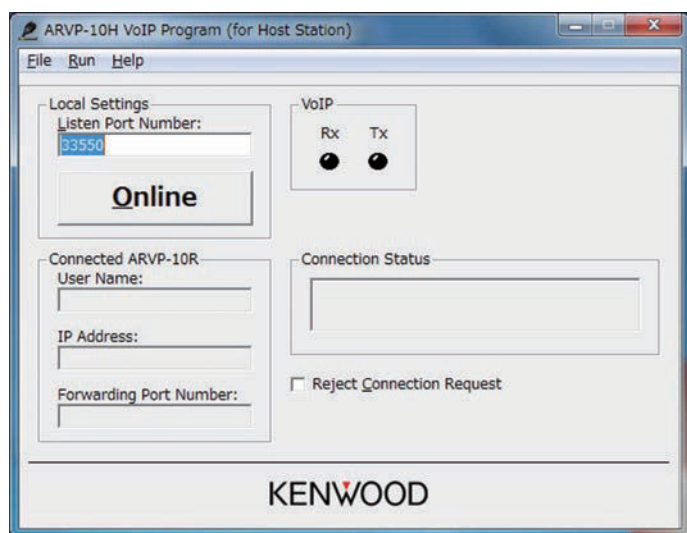 ARVP-10H VoIP Program (for Host Station)
File Run Help
Local Settings
Listen Port Number:
33550
Online
VoIP
Rx Tx
Connected ARVP-10R
User Name:
IP Address:
Forwarding Port Number:
Connection Status
Reject Connection Request
KENWOOD